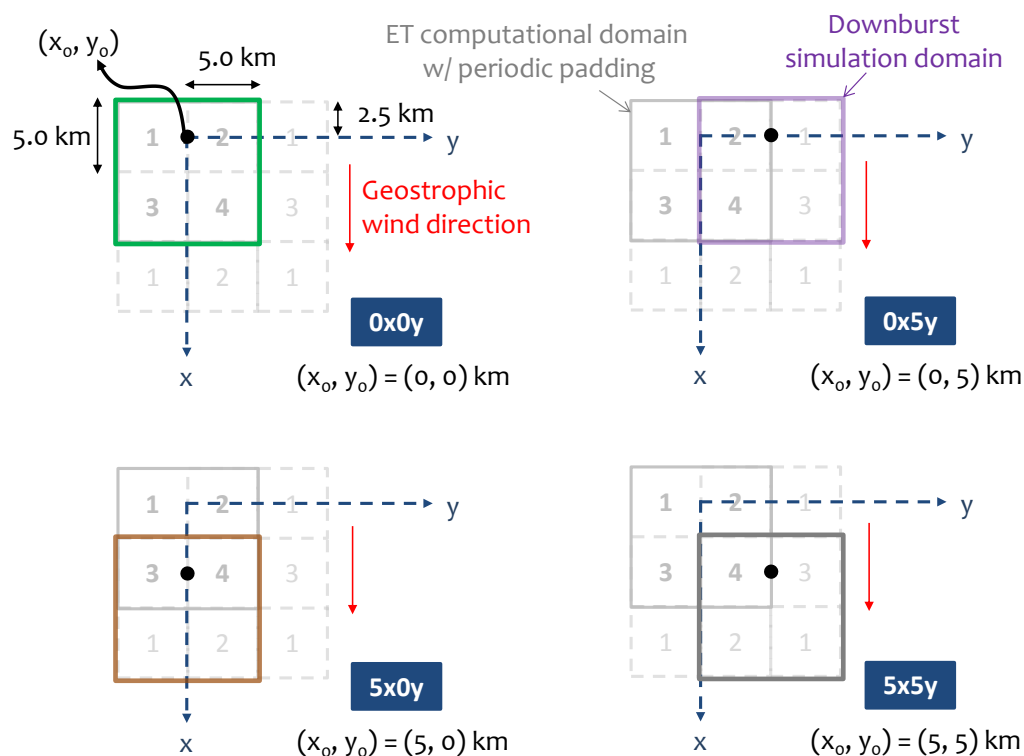 (x₀, y₀)
5.0 km
5.0 km
2.5 km
1 2 1
y
3 4 3
1 2 1
Geostrophic
wind direction
0x0y
x
(x₀, y₀) = (0, 0) km
ET computational domain
w/ periodic padding
Downburst
simulation domain
1 2 1
y
3 4 3
1 2 1
0x5y
x
(x₀, y₀) = (0, 5) km
1 2 1
y
3 4 3
1 2 1
5x0y
x
(x₀, y₀) = (5, 0) km
1 2 1
y
3 4 3
1 2 1
5x5y
x
(x₀, y₀) = (5, 5) km